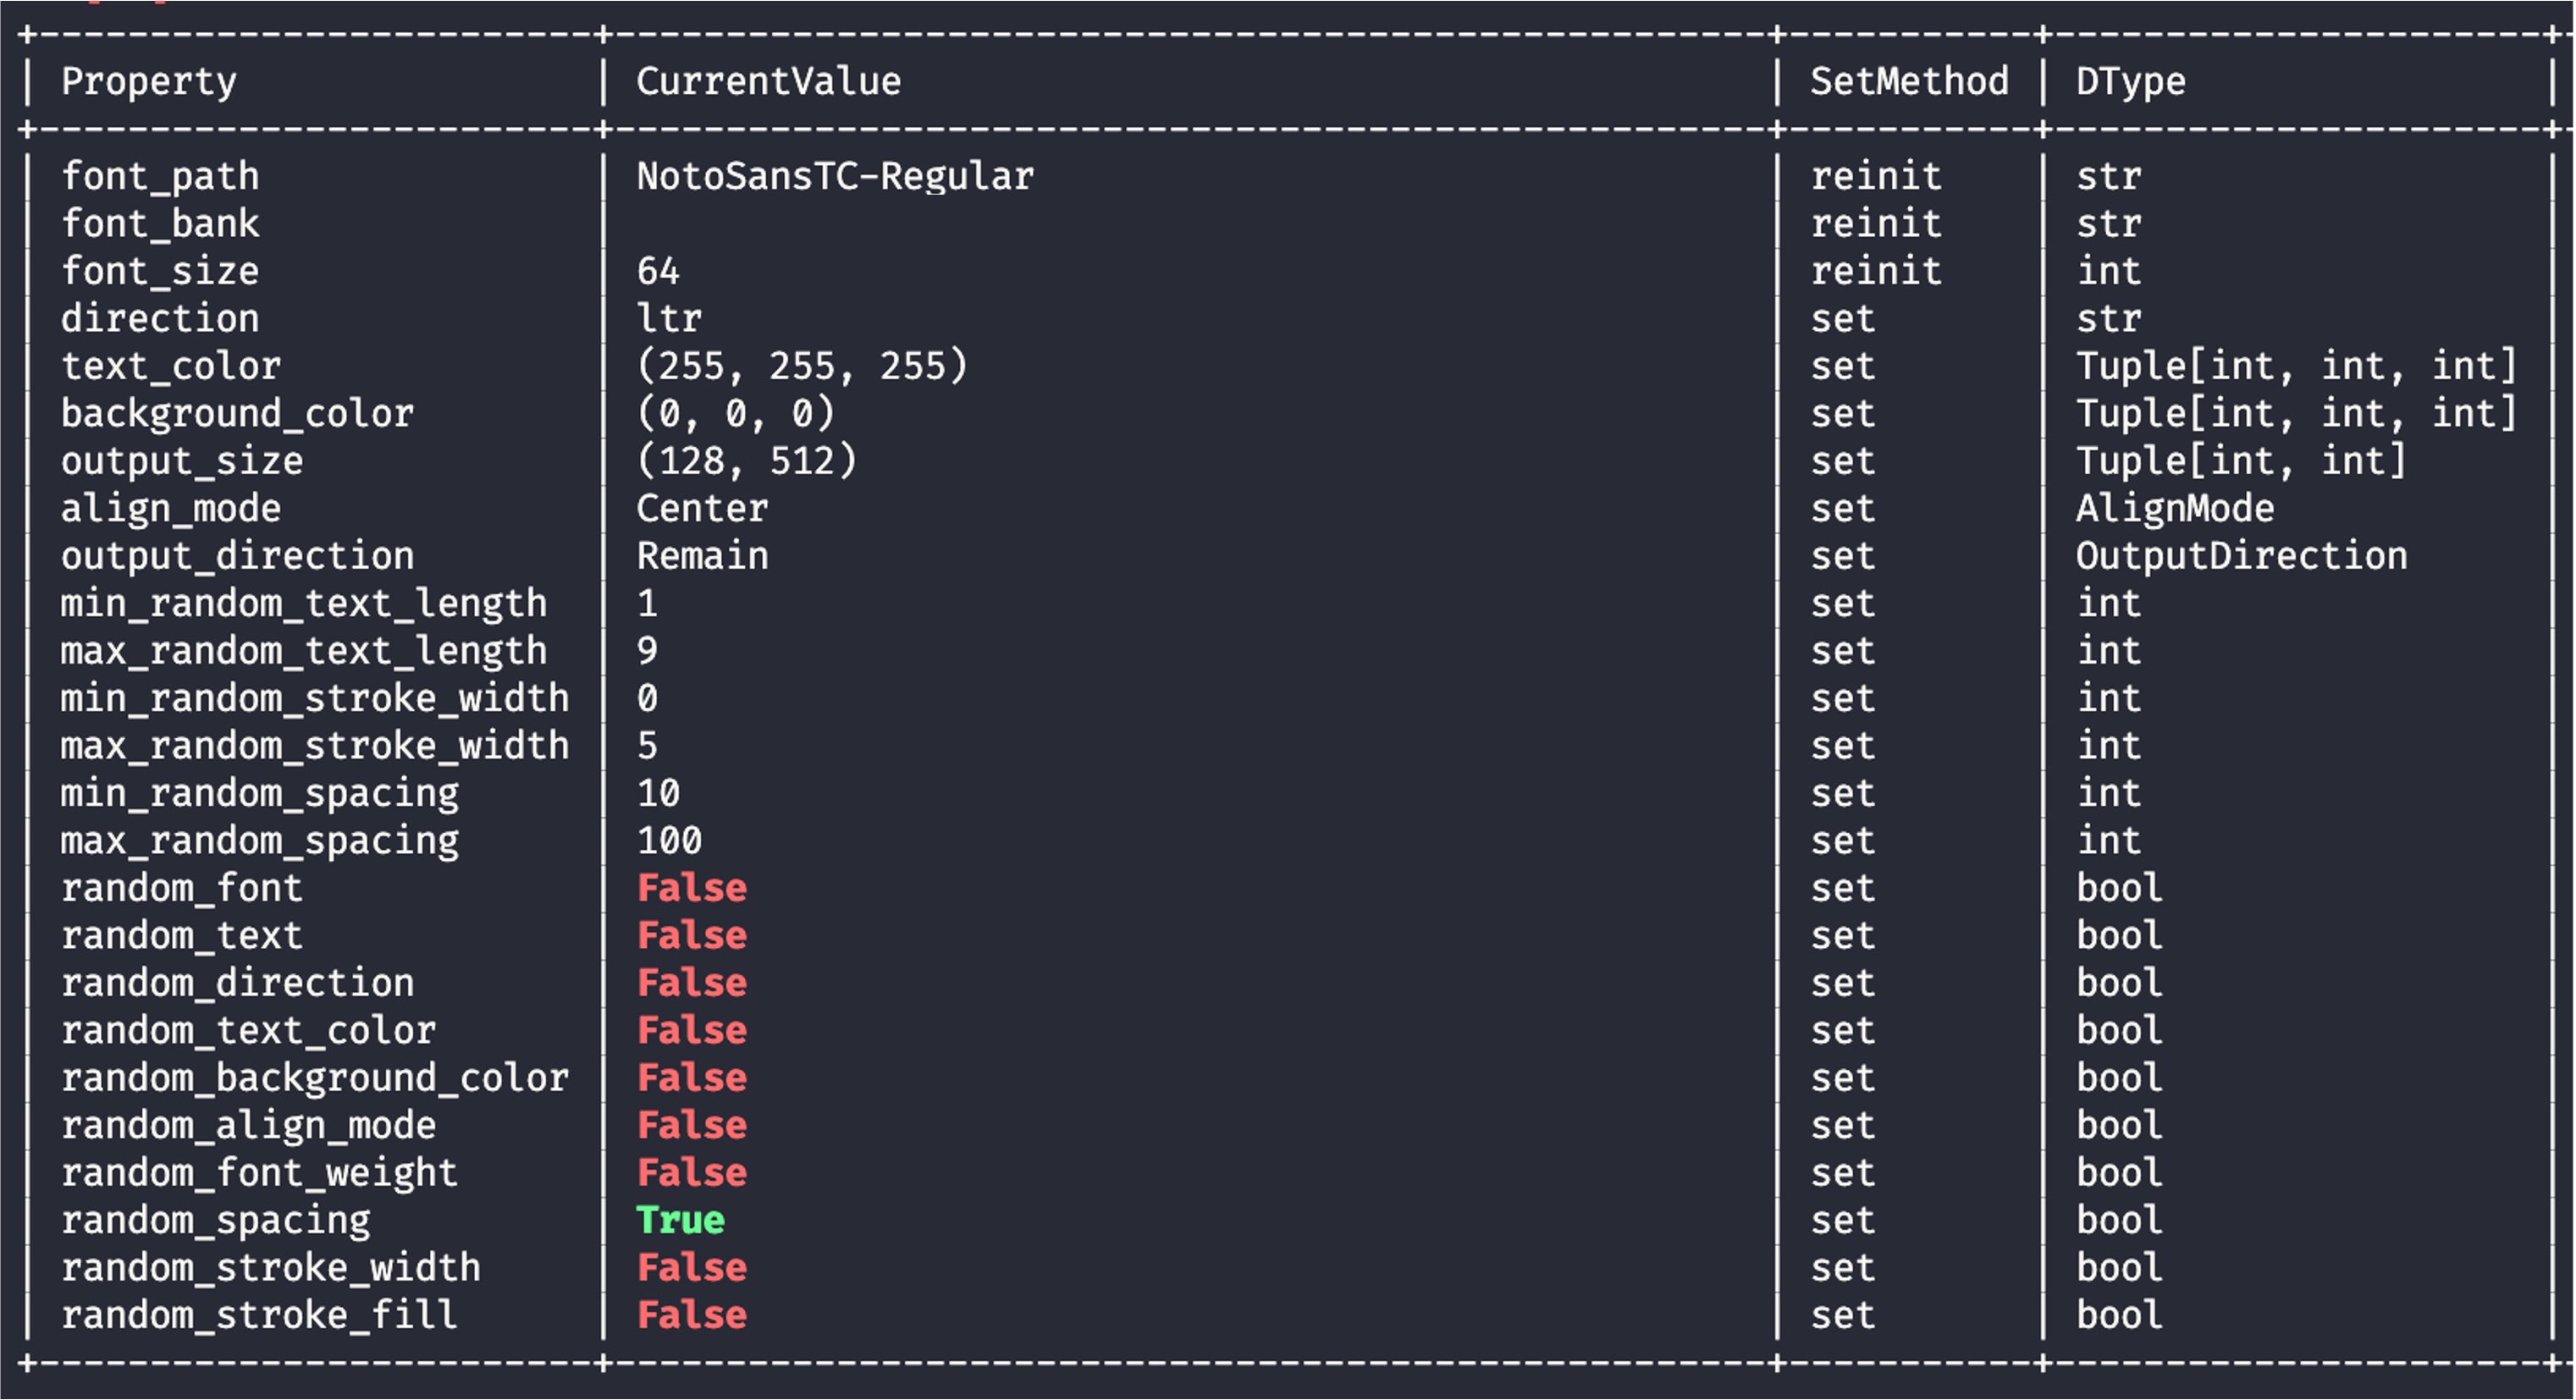 +--------------------------+-----------------------------------------------------+-----------+----------------------+
| Property | CurrentValue | SetMethod | DType |
+--------------------------+-----------------------------------------------------+-----------+----------------------+
| font_path | NotoSansTC-Regular | reinit | str |
| font_bank | | reinit | str |
| font_size | 64 | reinit | int |
| direction | ltr | set | str |
| text_color | (255, 255, 255) | set | Tuple[int, int, int] |
| background_color | (0, 0, 0) | set | Tuple[int, int, int] |
| output_size | (128, 512) | set | Tuple[int, int] |
| align_mode | Center | set | AlignMode |
| output_direction | Remain | set | OutputDirection |
| min_random_text_length | 1 | set | int |
| max_random_text_length | 9 | set | int |
| min_random_stroke_width | 0 | set | int |
| max_random_stroke_width | 5 | set | int |
| min_random_spacing | 10 | set | int |
| max_random_spacing | 100 | set | int |
| random_font | False | set | bool |
| random_text | False | set | bool |
| random_direction | False | set | bool |
| random_text_color | False | set | bool |
| random_background_color | False | set | bool |
| random_align_mode | False | set | bool |
| random_font_weight | False | set | bool |
| random_spacing | True | set | bool |
| random_stroke_width | False | set | bool |
| random_stroke_fill | False | set | bool |
+--------------------------+-----------------------------------------------------+-----------+----------------------+